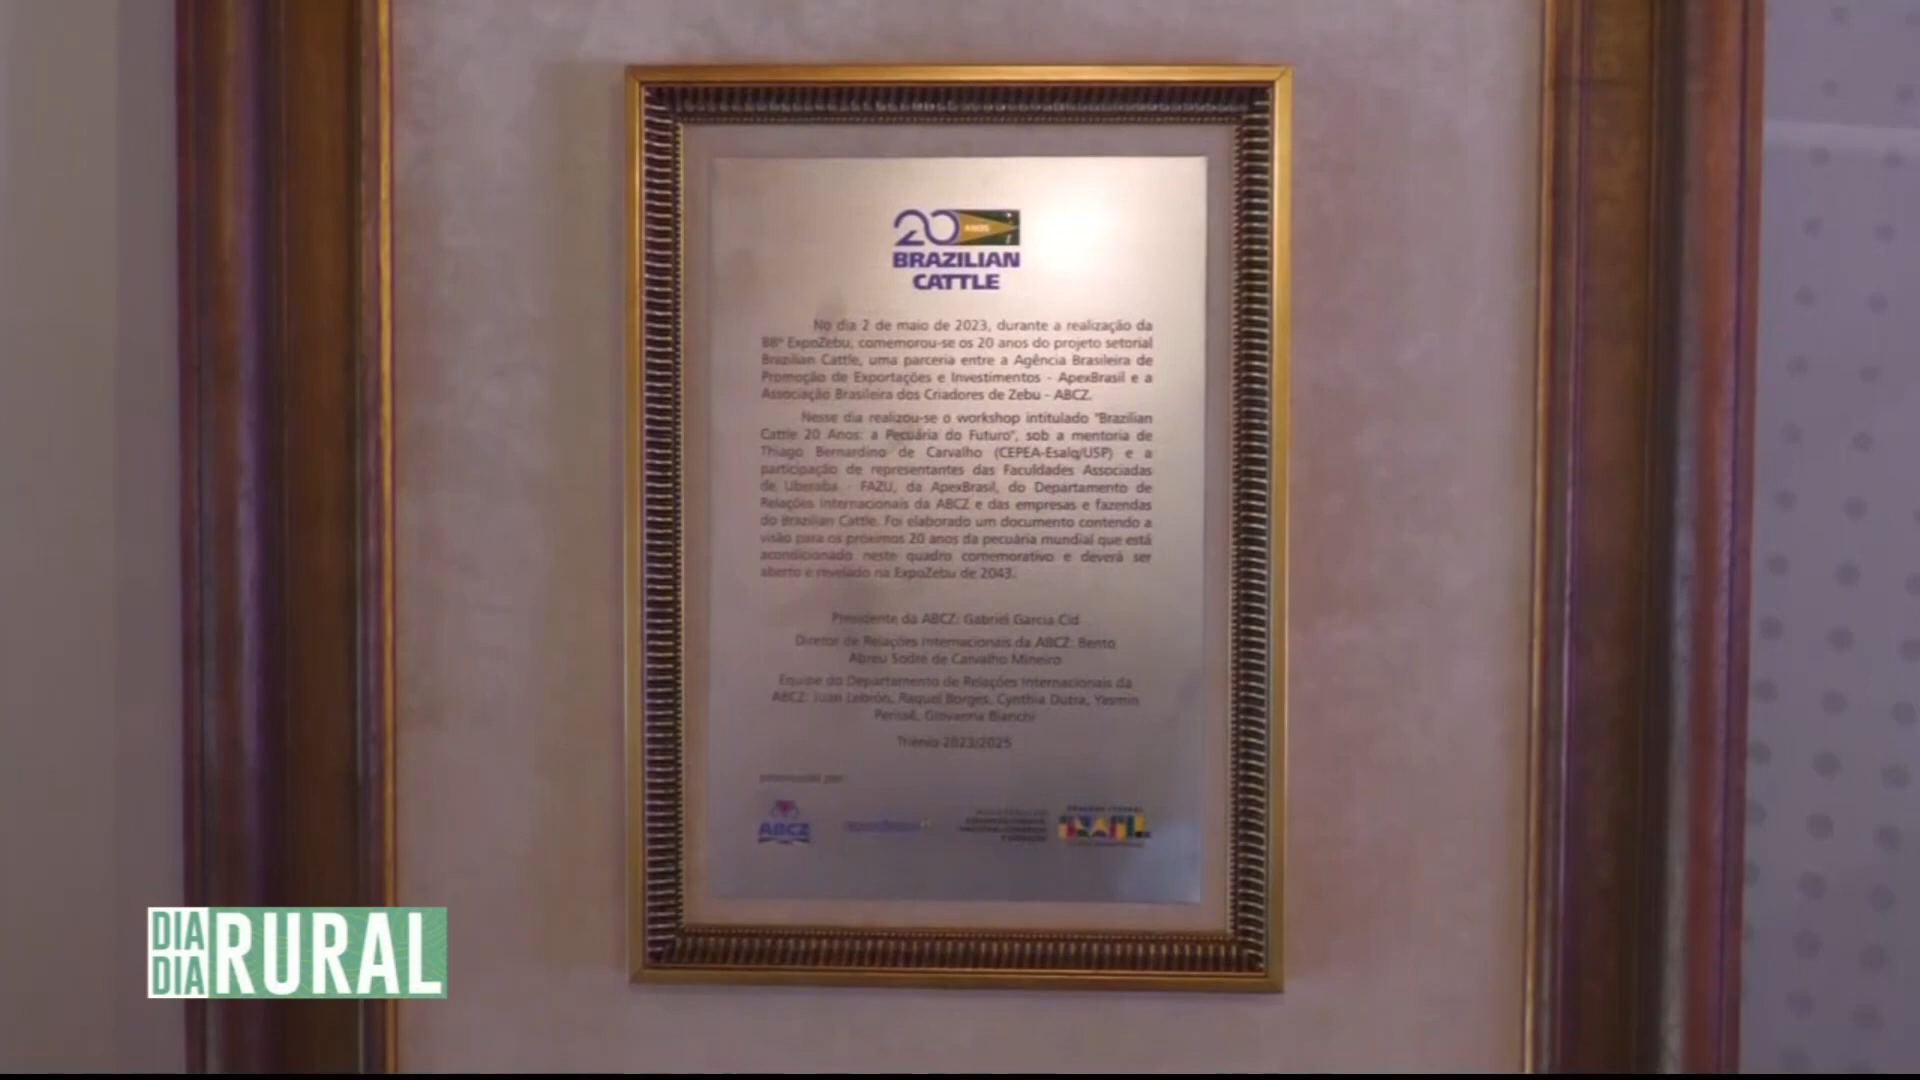 20 ANOS
BRAZILIAN
CATTLE
No dia 2 de maio de 2023, durante a realização da
88ª ExpoZebu, comemorou-se os 20 anos do projeto setorial
Brazilian Cattle, uma parceria entre a Agência Brasileira de
Promoção de Exportações e Investimentos - ApexBrasil e a
Associação Brasileira dos Criadores de Zebu - ABCZ.
Nesse dia realizou-se o workshop intitulado "Brazilian
Cattle 20 Anos: a Pecuária do Futuro", sob a mentoria de
Thiago Bernardino de Carvalho (CEPEA-Esalq/USP) e a
participação de representantes das Faculdades Associadas
de Uberaba - FAZU, da ApexBrasil, do Departamento de
Relações Internacionais da ABCZ e das empresas e fazendas
do Brazilian Cattle. Foi elaborado um documento contendo a
visão para os próximos 20 anos da pecuária mundial que está
acondicionado neste quadro comemorativo e deverá ser
aberto e revelado na ExpoZebu de 2043.
Presidente da ABCZ: Gabriel Garcia Cid
Diretor de Relações Internacionais da ABCZ: Bento
Abreu Sodré de Carvalho Mineiro
Equipe do Departamento de Relações Internacionais da
ABCZ: Juan Lebrón, Raquel Borges, Cynthia Dutra, Yasmin
Perissê, Giovanna Bianchi
Triênio 2023/2025
ABCZ
BRASIL
DIA DIA RURAL